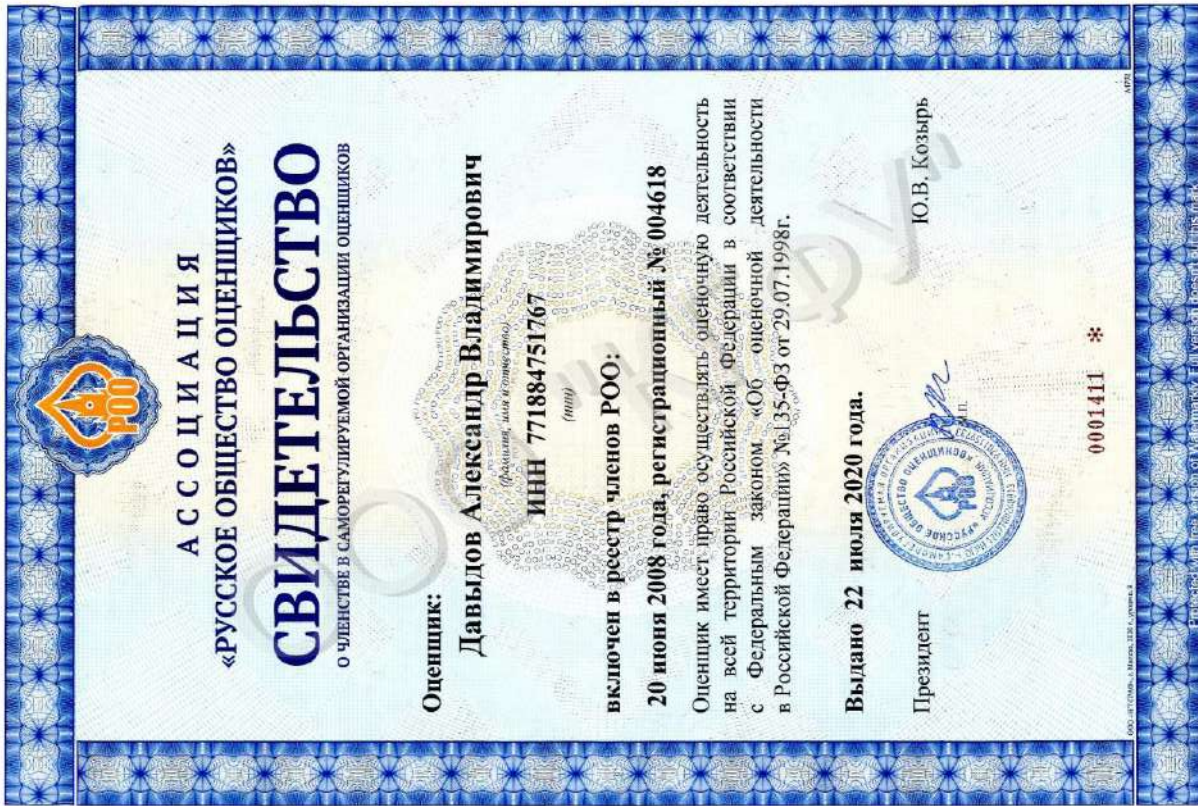 РОО
АССОЦИАЦИЯ
«РУССКОЕ ОБЩЕСТВО ОЦЕНЩИКОВ»
СВИДЕТЕЛЬСТВО
О ЧЛЕНСТВЕ В САМОРЕГУЛИРУЕМОЙ ОРГАНИЗАЦИИ ОЦЕНЩИКОВ
Оценщик:
Давыдов Александр Владимирович
(фамилия, имя и отчество)
ИНН 771884751767
(инн)
включен в реестр членов РОО:
20 июня 2008 года, регистрационный № 004618
Оценщик имеет право осуществлять оценочную деятельность
на всей территории Российской Федерации в соответствии
с Федеральным законом «Об оценочной деятельности
в Российской Федерации» №135-ФЗ от 29.07.1998г.
Выдано 22 июля 2020 года.
Президент
М.П.
Ю.В. Козырь
0001411 *
ООО "КФУ"